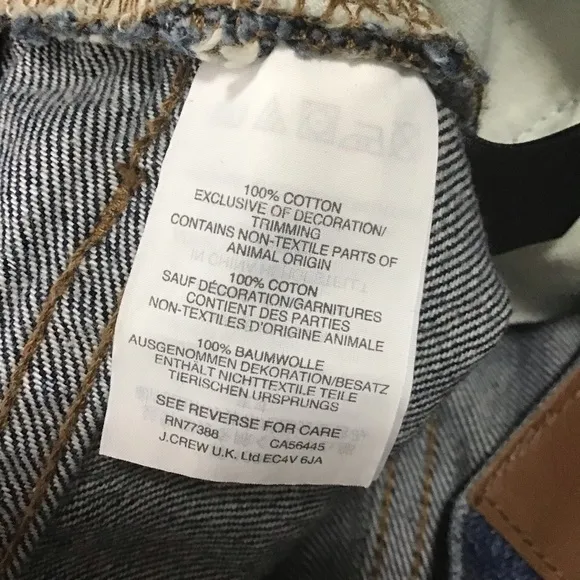 100% COTTON
EXCLUSIVE OF DECORATION/
TRIMMING
CONTAINS NON-TEXTILE PARTS OF
ANIMAL ORIGIN
100% COTON
SAUF DÉCORATION/GARNITURES
CONTIENT DES PARTIES
NON-TEXTILES D'ORIGINE ANIMALE
100% BAUMWOLLE
AUSGENOMMEN DEKORATION/BESATZ
ENTHÄLT NICHTTEXTILE TEILE
TIERISCHEN URSPRUNGS
SEE REVERSE FOR CARE
RN77388 CA56445
J.CREW U.K. Ltd EC4V 6JA